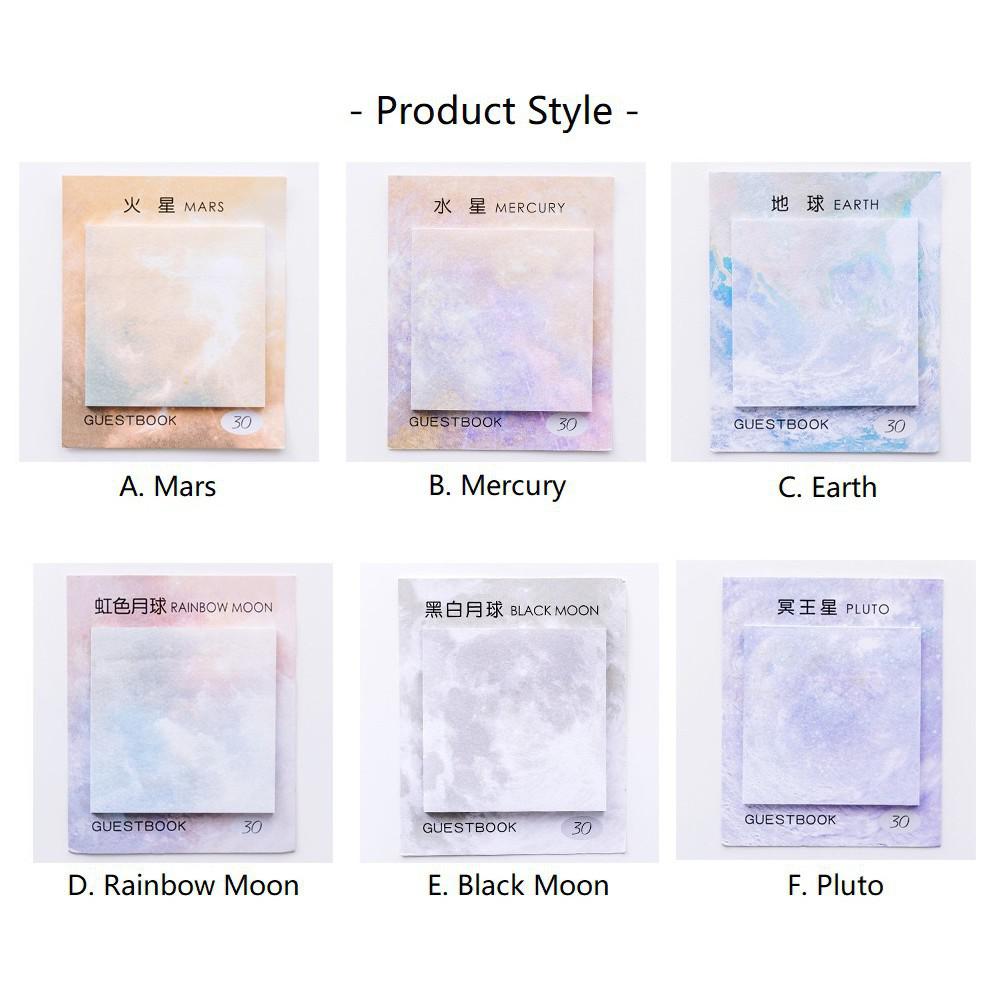 - Product Style -
火 星 MARS
GUESTBOOK 30
A. Mars
水 星 MERCURY
GUESTBOOK 30
B. Mercury
地 球 EARTH
GUESTBOOK 30
C. Earth
虹色月球 RAINBOW MOON
GUESTBOOK 30
D. Rainbow Moon
黑白月球 BLACK MOON
GUESTBOOK 30
E. Black Moon
冥王星 PLUTO
GUESTBOOK 30
F. Pluto